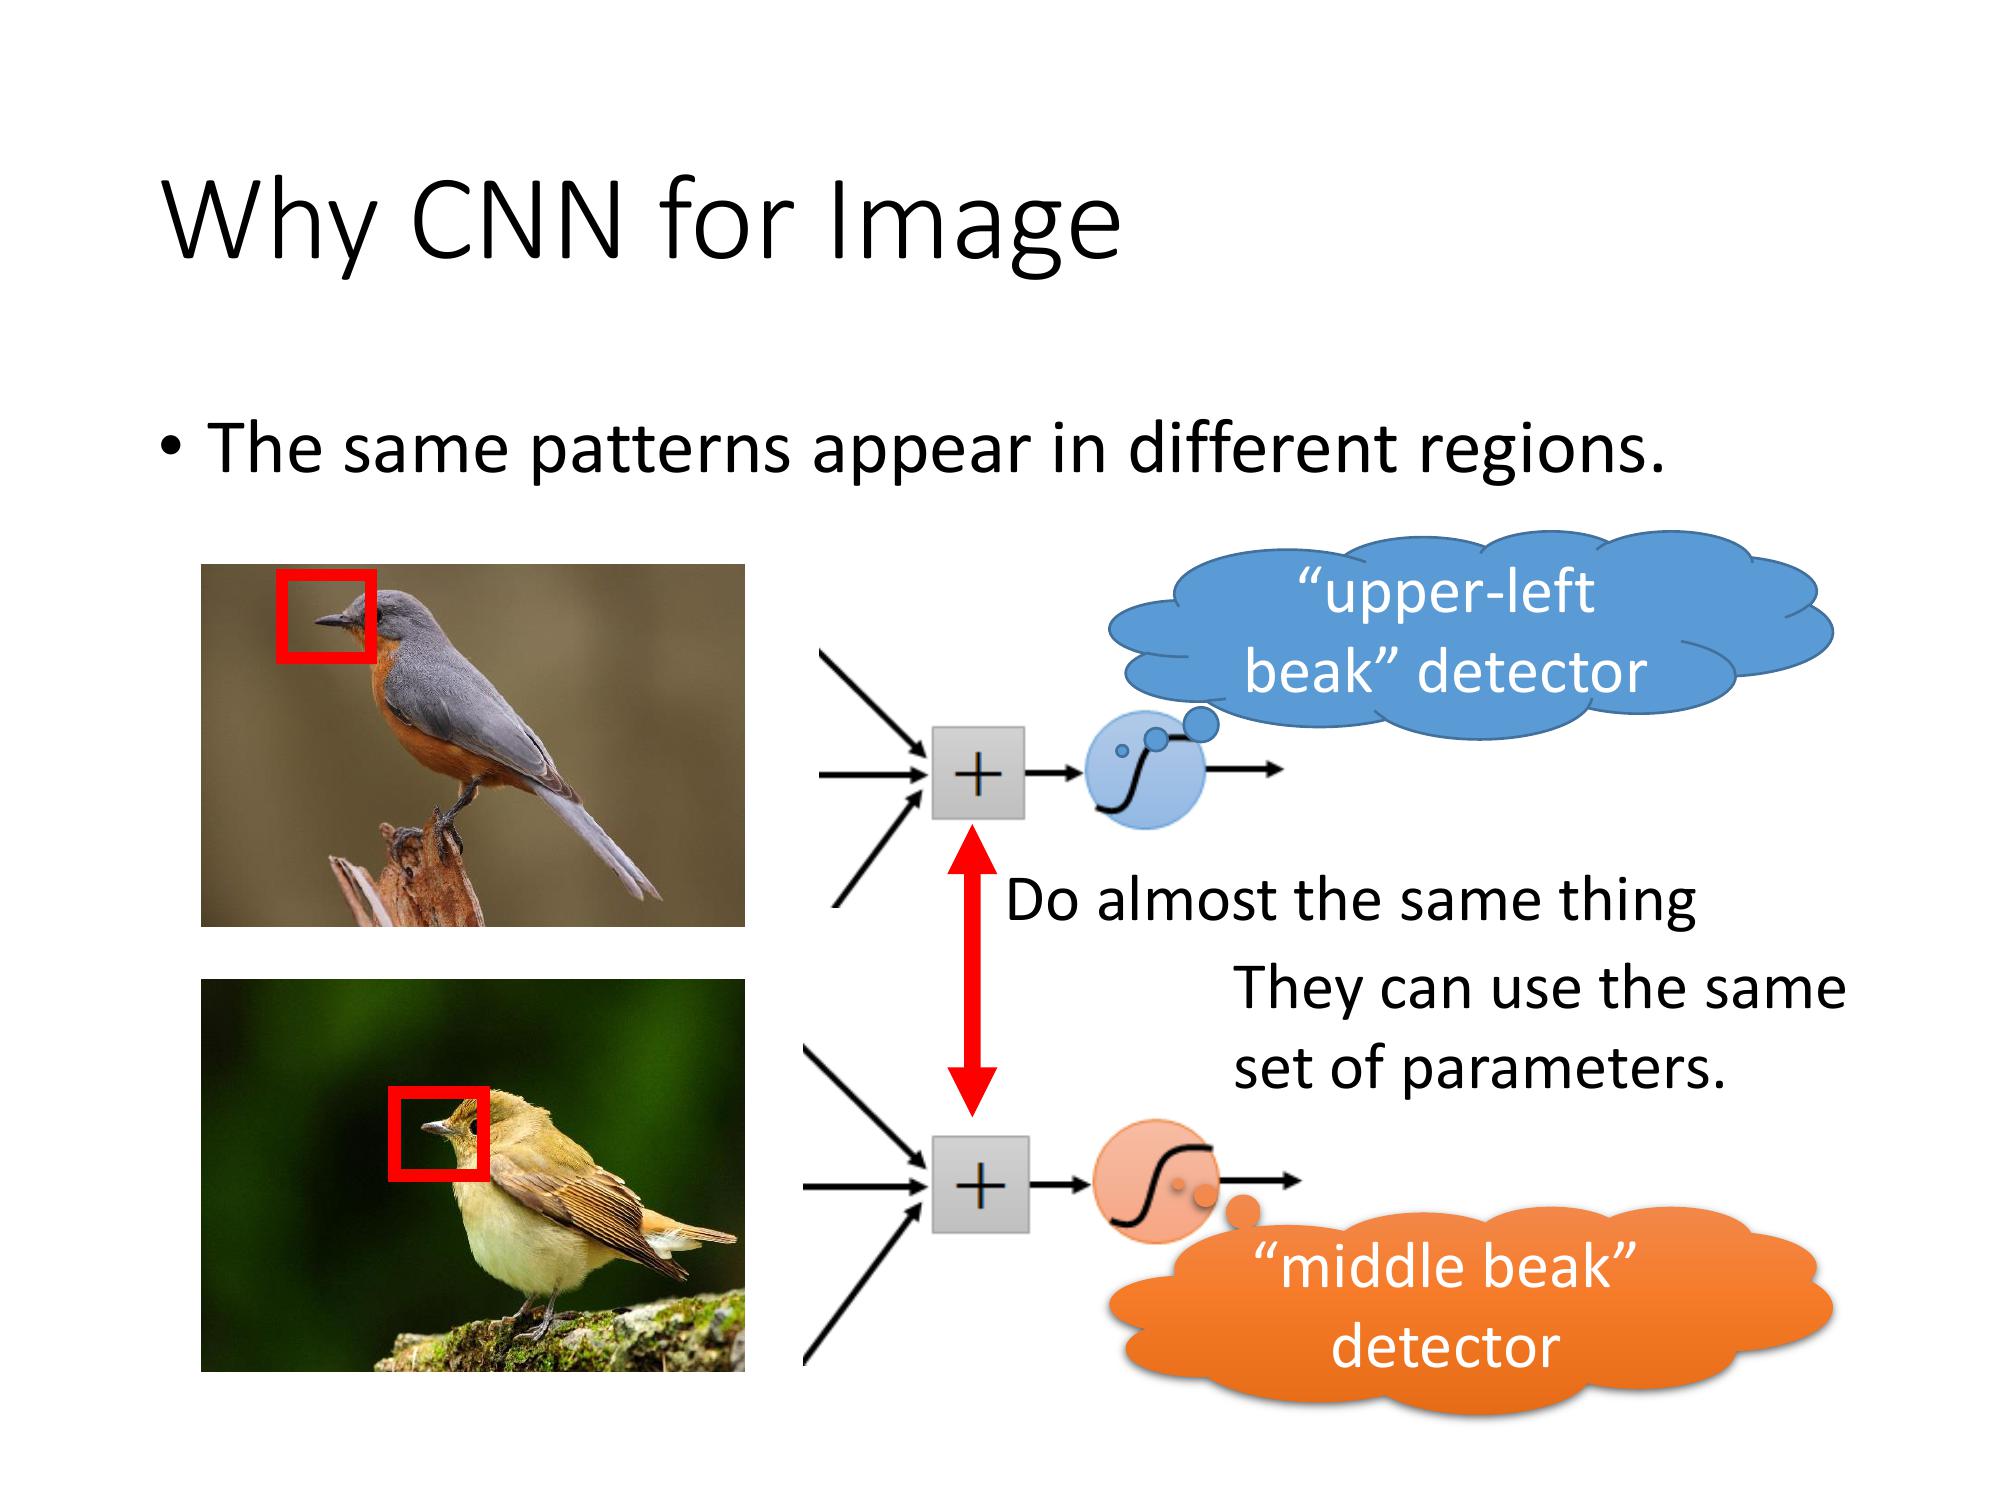 Why CNN for Image
• The same patterns appear in different regions.
“upper-left
beak” detector
+
Do almost the same thing
They can use the same
set of parameters.
+
“middle beak”
detector